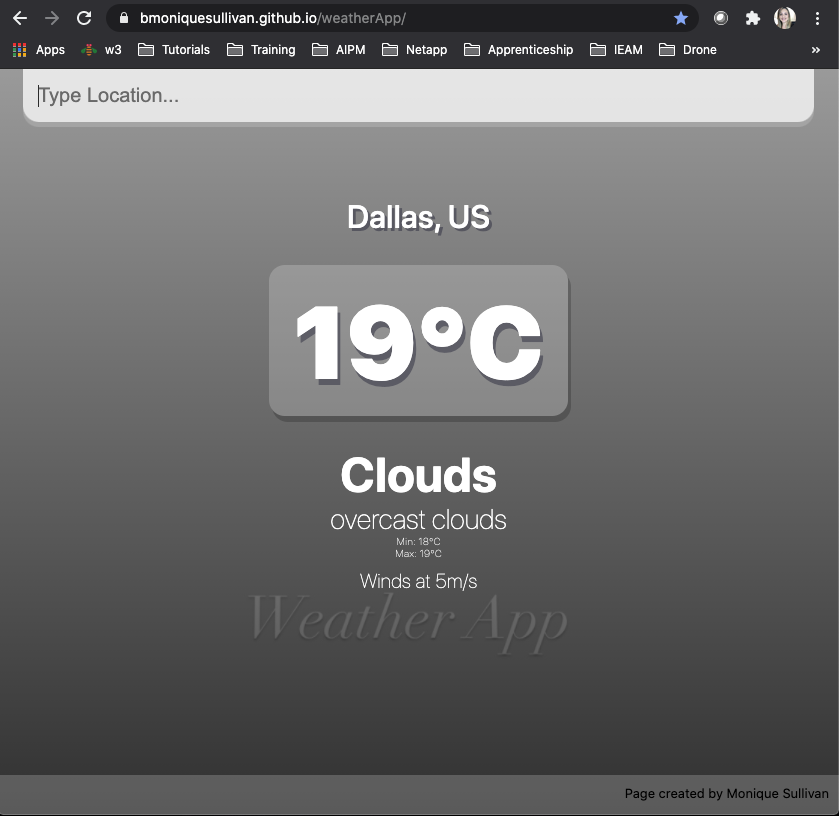 bmoniquesullivan.github.io/weatherApp/
Apps w3 Tutorials Training AIPM Netapp Apprenticeship IEAM Drone »
Type Location...
Dallas, US
19°C
Clouds
overcast clouds
Min: 18°C
Max: 19°C
Winds at 5m/s
Weather App
Page created by Monique Sullivan